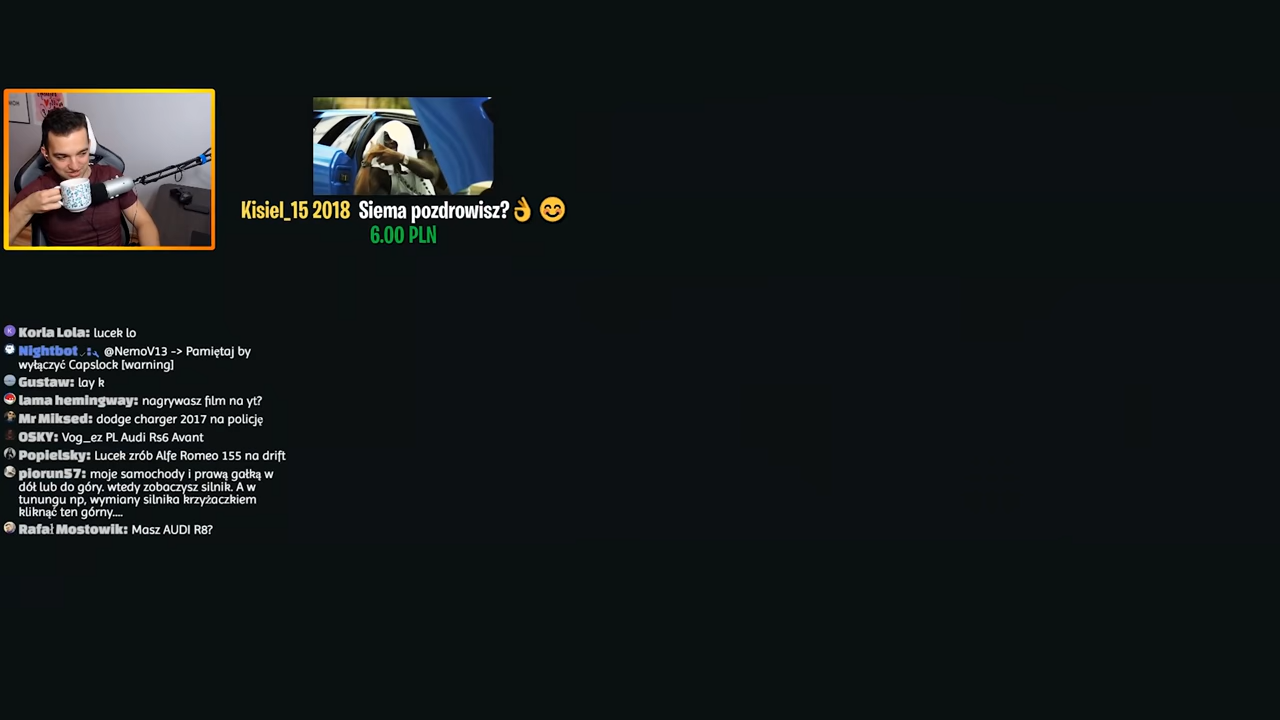 Kisiel_15 2018 Siema pozdrowisz?👌 😊
6.00 PLN
Korla Lola: lucek lo
Nightbot: @NemoV13 -> Pamiętaj by
wyłączyć Capslock [warning]
Gustaw: lay k
lama hemingway: nagrywasz film na yt?
Mr Miksed: dodge charger 2017 na policję
OSKY: Vog_ez PL Audi Rs6 Avant
Popielsky: Lucek zrób Alfe Romeo 155 na drift
piorun57: moje samochody i prawą gałką w
dół lub do góry. wtedy zobaczysz silnik. A w
tunungu np, wymiany silnika krzyżaczkiem
kliknąć ten górny....
Rafał Mostowik: Masz AUDI R8?